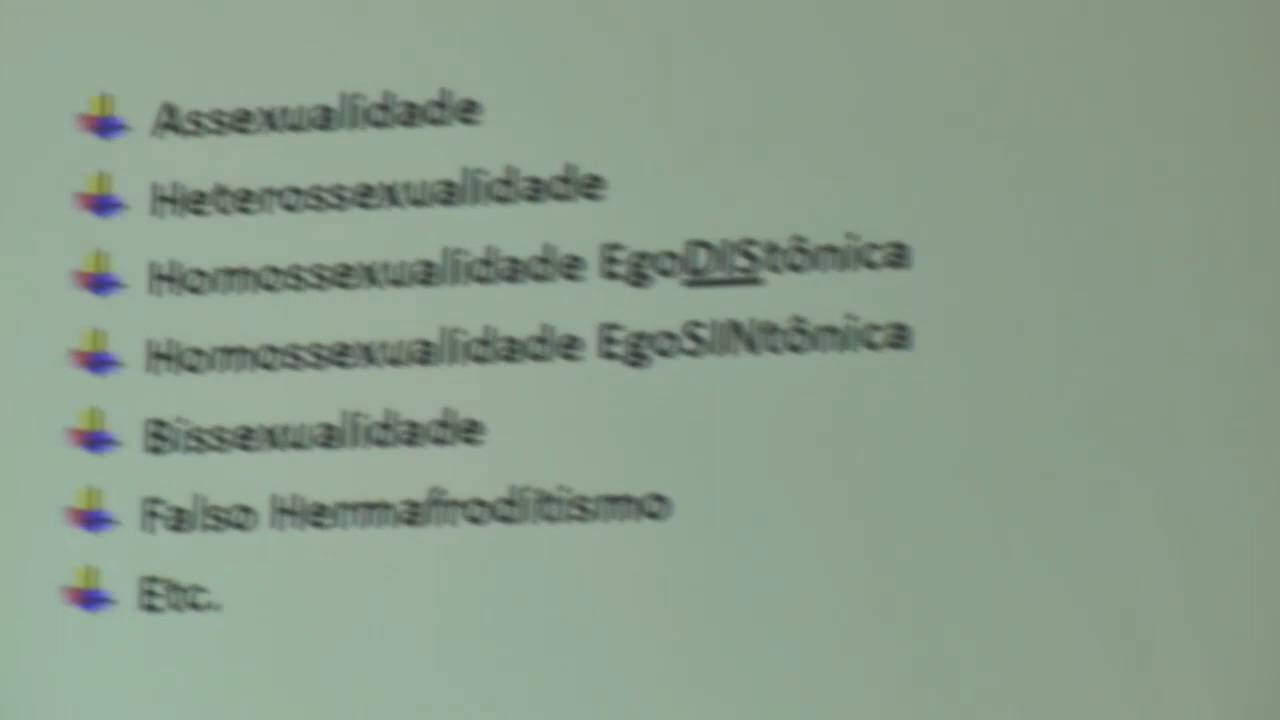 Assexualidade
Heterossexualidade
Homossexualidade EgoDIStônica
Homossexualidade EgoSINtônica
Bissexualidade
Falso Hermafroditismo
Etc.